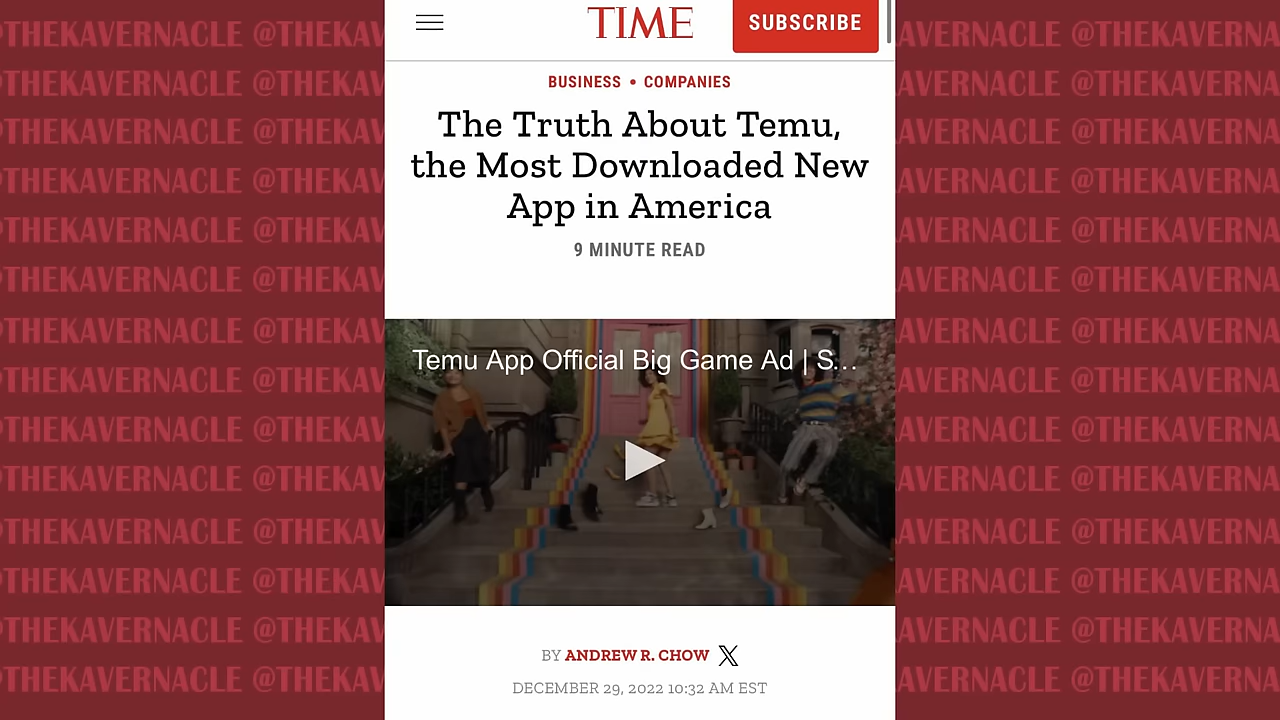 TIME
SUBSCRIBE
BUSINESS • COMPANIES
The Truth About Temu,
the Most Downloaded New
App in America
9 MINUTE READ
Temu App Official Big Game Ad | S...
BY ANDREW R. CHOW
DECEMBER 29, 2022 10:32 AM EST
@THEKAVERNACLE @THEKAVERNACLE